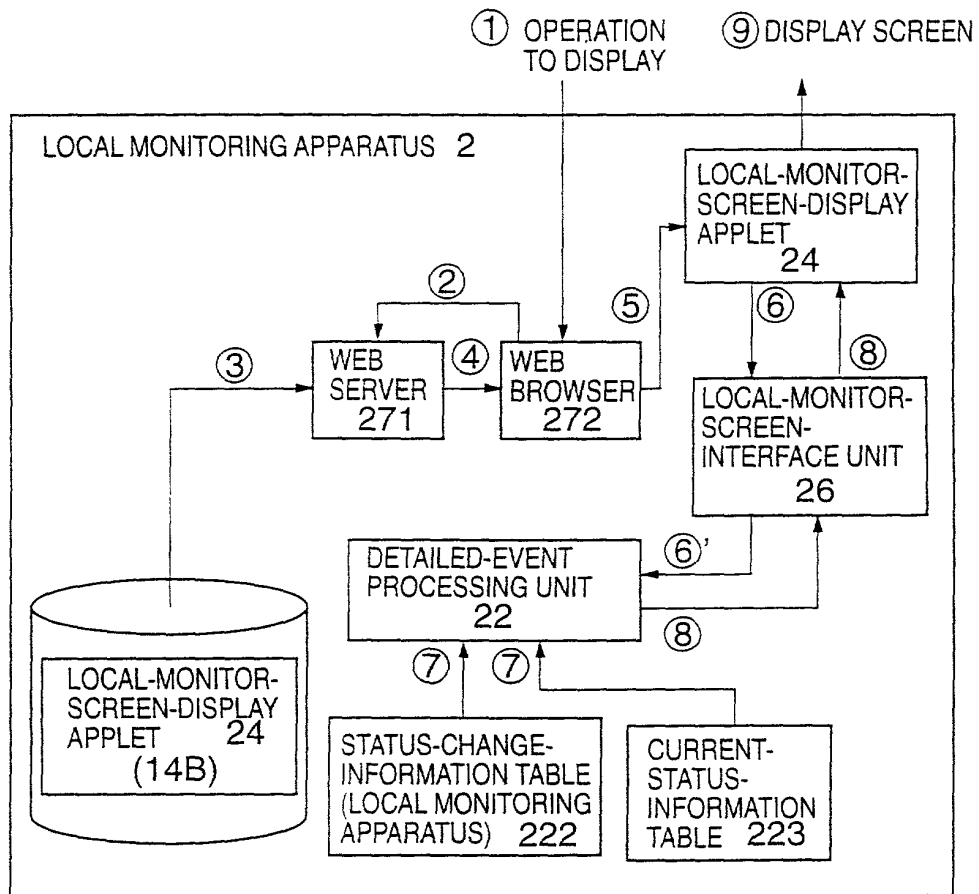 ① OPERATION
TO DISPLAY
⑨ DISPLAY SCREEN
LOCAL MONITORING APPARATUS 2
LOCAL-MONITOR-
SCREEN-DISPLAY
APPLET
24
②
⑤
⑥
③
WEB
SERVER
271
④
WEB
BROWSER
272
⑧
LOCAL-MONITOR-
SCREEN-
INTERFACE UNIT
26
⑥'
DETAILED-EVENT
PROCESSING UNIT
22
⑧
⑦
⑦
LOCAL-MONITOR-
SCREEN-DISPLAY
APPLET 24
(14B)
STATUS-CHANGE-
INFORMATION TABLE
(LOCAL MONITORING
APPARATUS) 222
CURRENT-
STATUS-
INFORMATION
TABLE 223